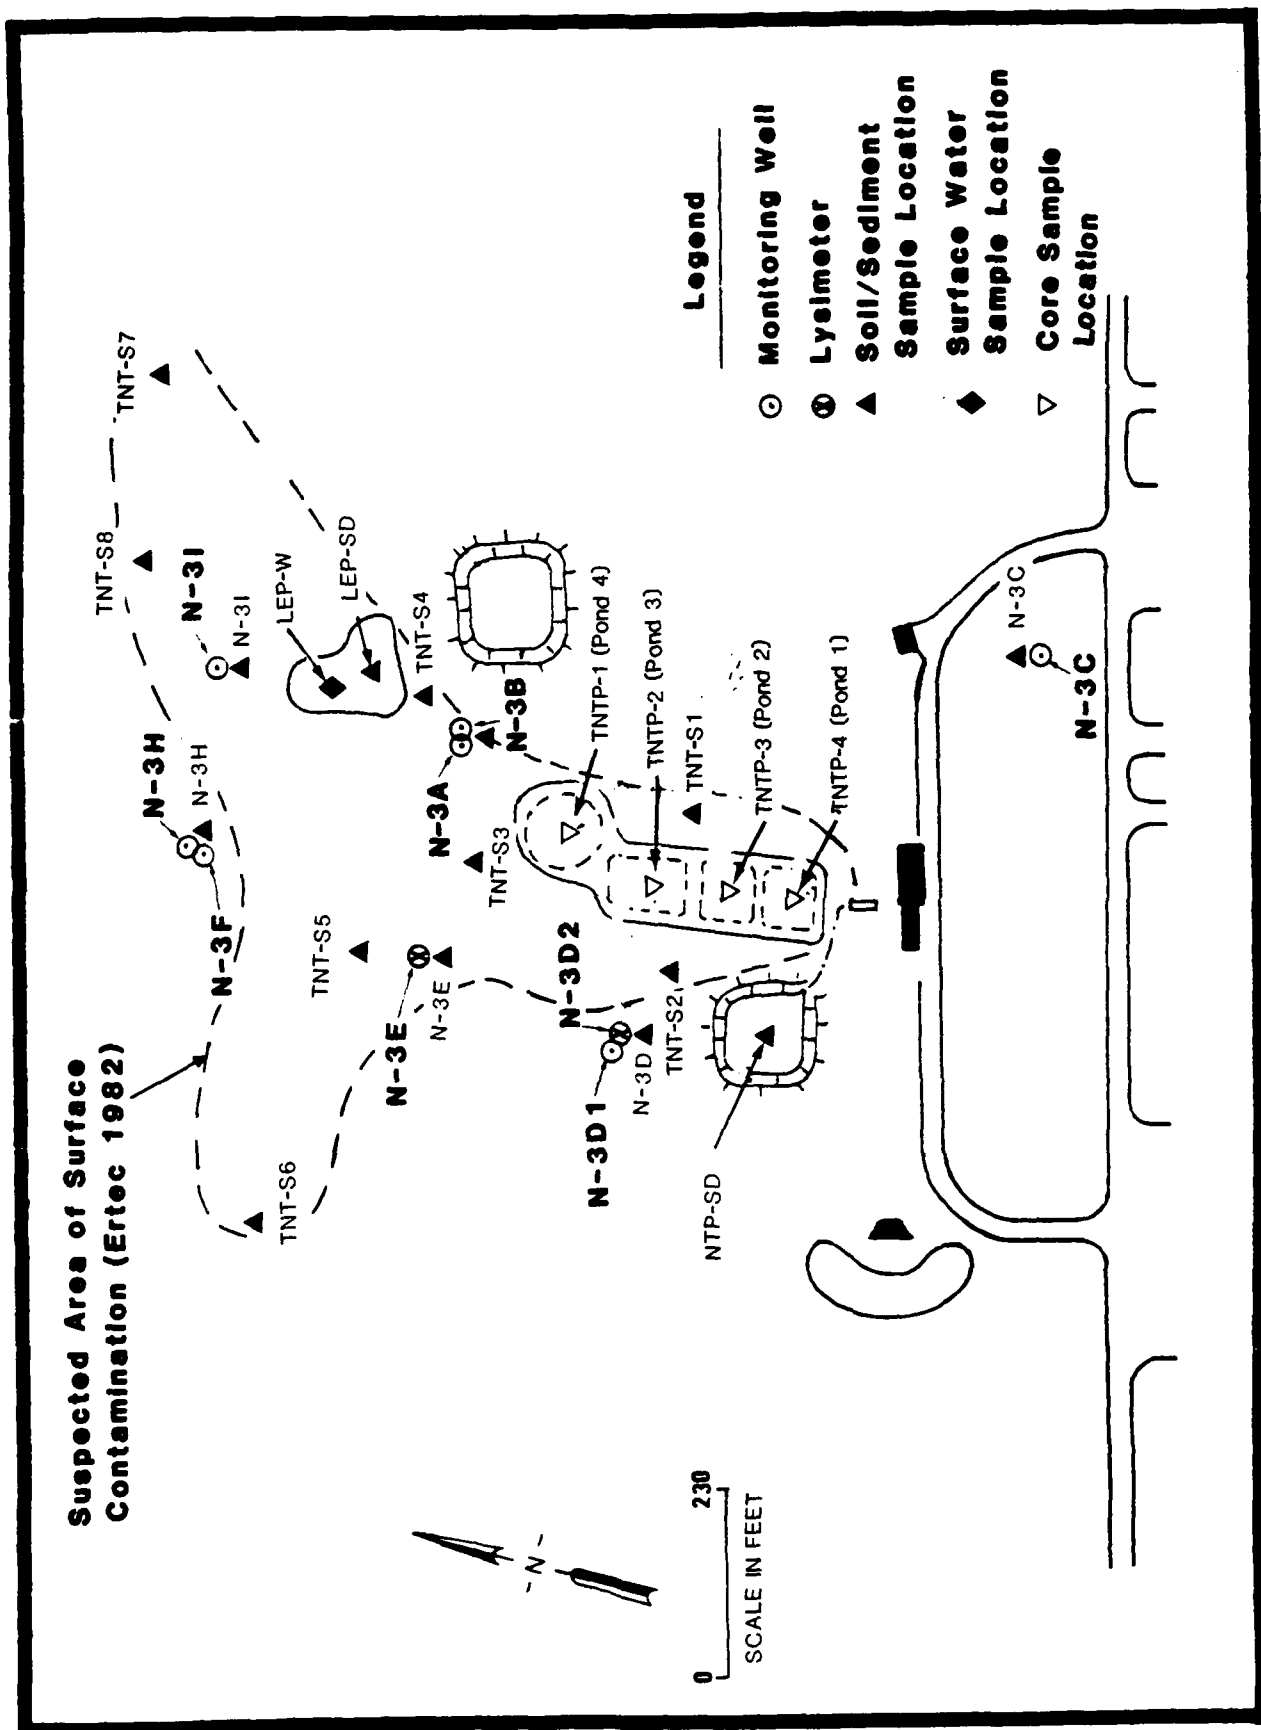 Suspected Area of Surface
Contamination (Ertec 1982)
TNT-S7
TNT-S8
N-3I
N-3I
N-3H
N-3H
N-3F
LEP-W
LEP-SD
TNT-S4
N-3B
N-3A
TNT-S3
TNT-S5
N-3E
N-3E
TNT-S6
N-3D2
N-3D1
N-3D
TNT-S2
TNTP-1 (Pond 4)
TNTP-2 (Pond 3)
TNT-S1
TNTP-3 (Pond 2)
TNTP-4 (Pond 1)
NTP-SD
N-3C
N-3C
Legend
Monitoring Well
Lysimeter
Soil/Sediment
Sample Location
Surface Water
Sample Location
Core Sample
Location
N
0 230
SCALE IN FEET